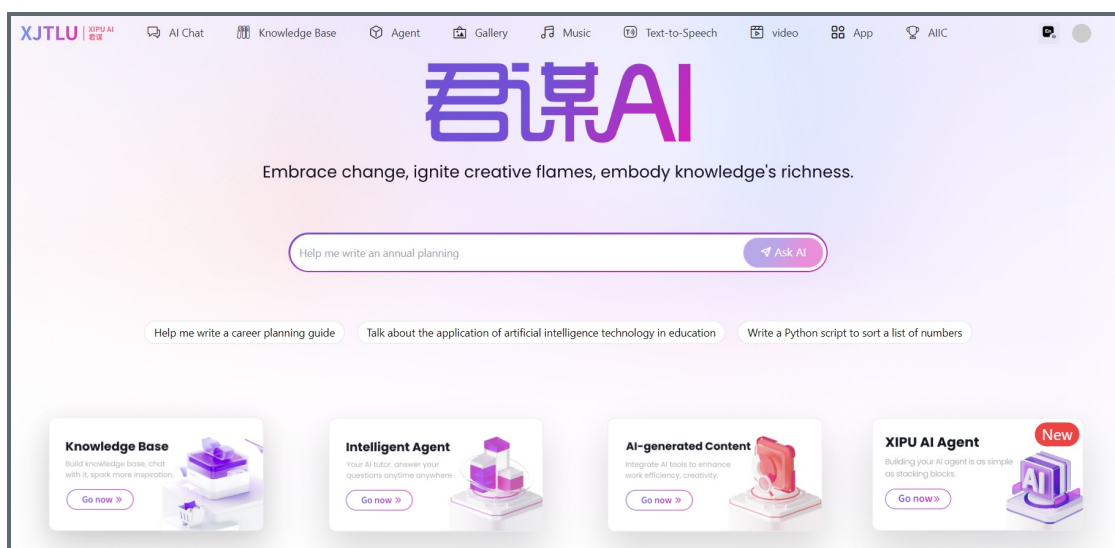 XJTLU XIPU AI
君谋
AI Chat
Knowledge Base
Agent
Gallery
Music
Text-to-Speech
video
App
AIIC
君谋AI
Embrace change, ignite creative flames, embody knowledge's richness.
Help me write an annual planning
Ask AI
Help me write a career planning guide
Talk about the application of artificial intelligence technology in education
Write a Python script to sort a list of numbers
Knowledge Base
Build knowledge base, chat
with it, spark more inspiration.
Go now »
Intelligent Agent
Your AI tutor, answer your
questions anytime anywhere
Go now »
AI-generated Content
Integrate AI tools to enhance
work efficiency, creativity.
Go now »
XIPU AI Agent
New
Building your AI agent is as simple
as stacking blocks.
Go now »
AI